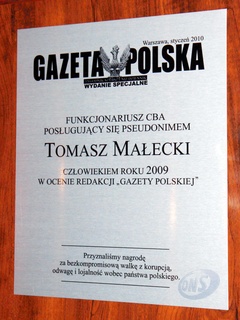 Warszawa, styczeń 2010
GAZETA POLSKA
WYDANIE SPECJALNE
FUNKCJONARIUSZ CBA
POSŁUGUJĄCY SIĘ PSEUDONIMEM
TOMASZ MAŁECKI
CZŁOWIEKIEM ROKU 2009
W OCENIE REDAKCJI „GAZETY POLSKIEJ”
Przyznaliśmy nagrodę
za bezkompromisową walkę z korupcją,
odwagę i lojalność wobec państwa polskiego.
DNS